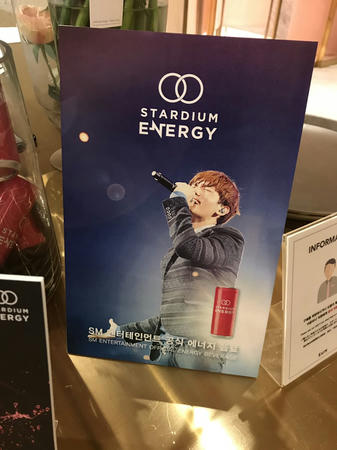 STARDIUM
ENERGY
STARDIUM
ENERGY
SM 엔터테인먼트 공식 에너지 음료
SM ENTERTAINMENT OFFICIAL ENERGY BEVERAGE
ENERGY
INFORMA